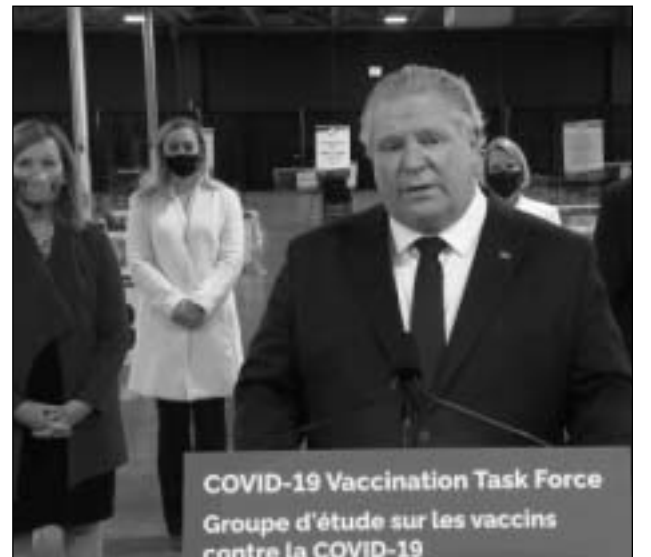 COVID-19 Vaccination Task Force
Groupe d'étude sur les vaccins
contre la COVID-19